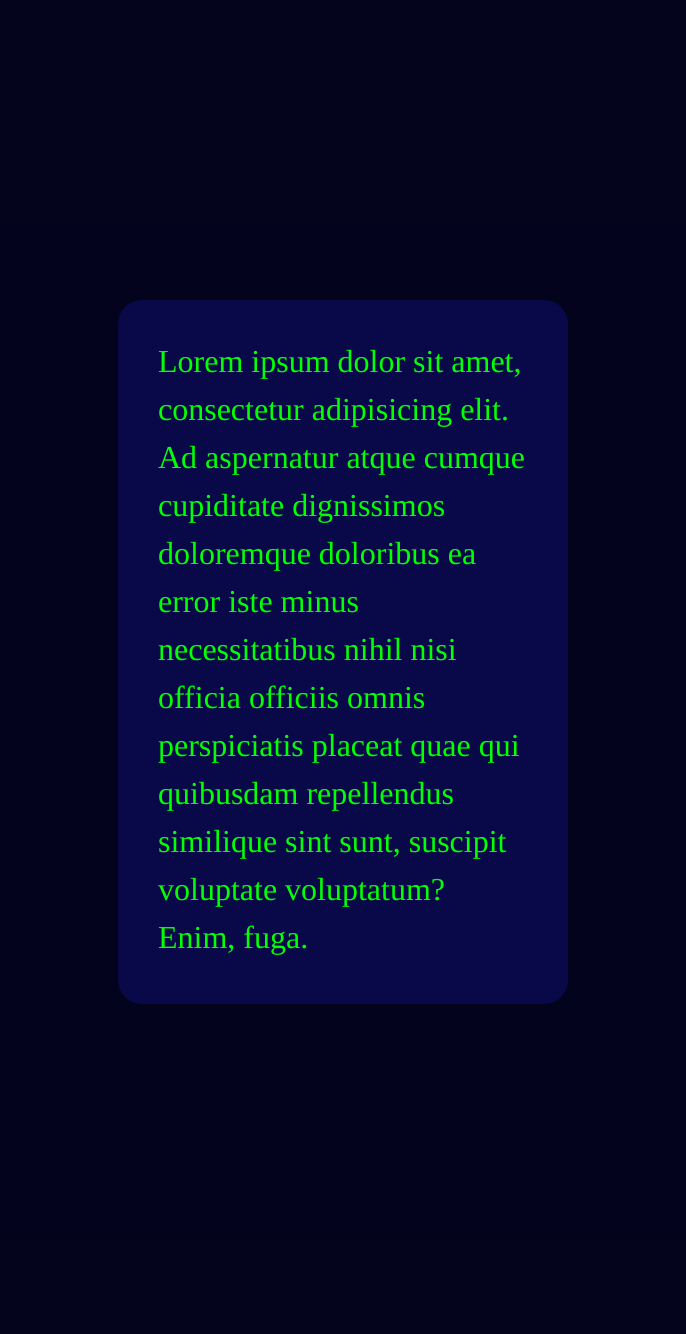 Lorem ipsum dolor sit amet,
consectetur adipisicing elit.
Ad aspernatur atque cumque
cupiditate dignissimos
doloremque doloribus ea
error iste minus
necessitatibus nihil nisi
officia officiis omnis
perspiciatis placeat quae qui
quibusdam repellendus
similique sint sunt, suscipit
voluptate voluptatum?
Enim, fuga.